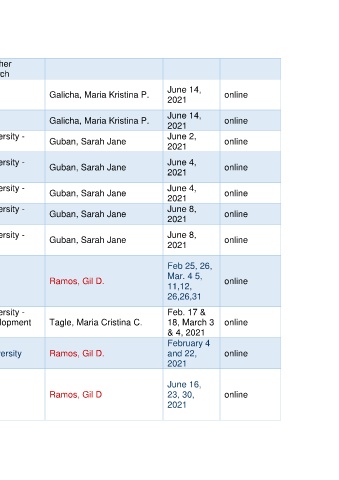 her
rch
Galicha, Maria Kristina P.
June 14,
2021
online
Galicha, Maria Kristina P.
June 14,
2021
online
ersity -
Guban, Sarah Jane
June 2,
2021
online
ersity -
Guban, Sarah Jane
June 4,
2021
online
ersity -
Guban, Sarah Jane
June 4,
2021
online
ersity -
Guban, Sarah Jane
June 8,
2021
online
ersity -
Guban, Sarah Jane
June 8,
2021
online
Ramos, Gil D.
Feb 25, 26,
Mar. 4 5,
11,12,
26,26,31
online
ersity -
lopment
Tagle, Maria Cristina C.
Feb. 17 &
18, March 3
& 4, 2021
online
versity
Ramos, Gil D.
February 4
and 22,
2021
online
Ramos, Gil D
June 16,
23, 30,
2021
online